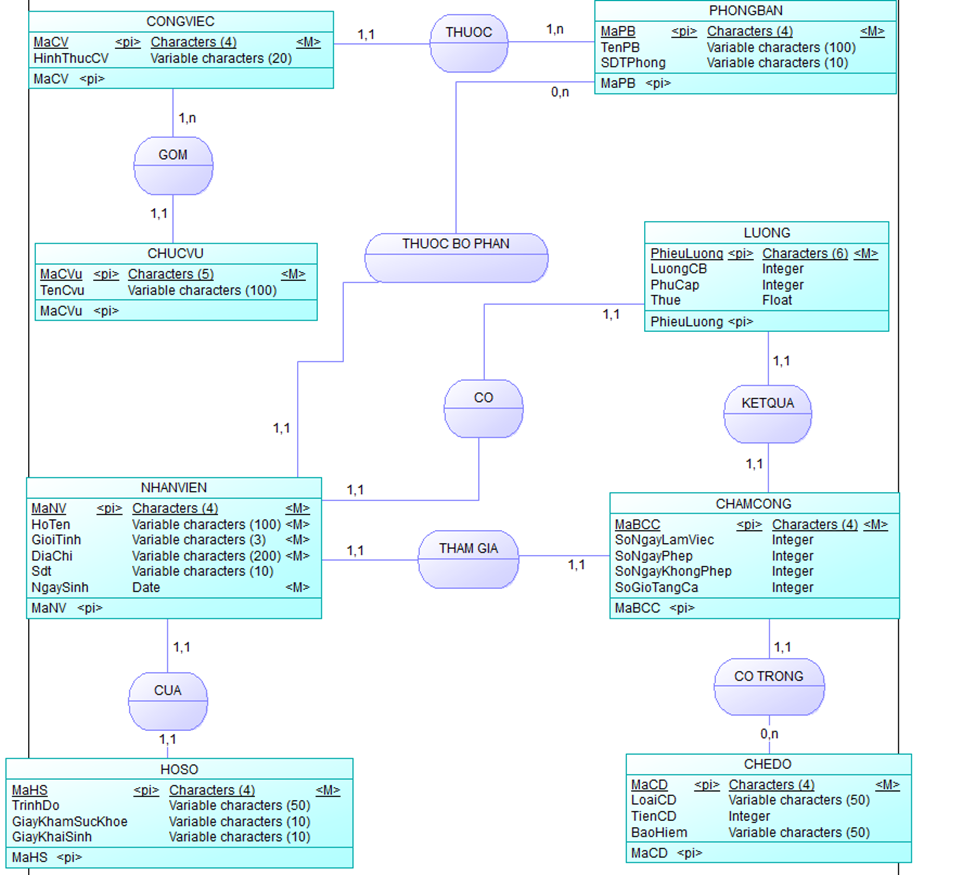 CONGVIEC
MaCV <pi> Characters (4) <M>
HinhThucCV Variable characters (20)
MaCV <pi>
1,1
THUOC
1,n
PHONGBAN
MaPB <pi> Characters (4) <M>
TenPB Variable characters (100)
SDTPhong Variable characters (10)
MaPB <pi>
0,n
1,n
GOM
1,1
CHUCVU
MaCVu <pi> Characters (5) <M>
TenCvu Variable characters (100)
MaCVu <pi>
THUOC BO PHAN
1,1
LUONG
PhieuLuong <pi> Characters (6) <M>
LuongCB Integer
PhuCap Integer
Thue Float
PhieuLuong <pi>
1,1
CO
1,1
1,1
KETQUA
1,1
NHANVIEN
MaNV <pi> Characters (4) <M>
HoTen Variable characters (100) <M>
GioiTinh Variable characters (3) <M>
DiaChi Variable characters (200) <M>
Sdt Variable characters (10)
NgaySinh Date <M>
MaNV <pi>
1,1
THAM GIA
1,1
CHAMCONG
MaBCC <pi> Characters (4) <M>
SoNgayLamViec Integer
SoNgayPhep Integer
SoNgayKhongPhep Integer
SoGioTangCa Integer
MaBCC <pi>
1,1
CUA
1,1
HOSO
MaHS <pi> Characters (4) <M>
TrinhDo Variable characters (50)
GiayKhamSucKhoe Variable characters (10)
GiayKhaiSinh Variable characters (10)
MaHS <pi>
1,1
CO TRONG
0,n
CHEDO
MaCD <pi> Characters (4) <M>
LoaiCD Variable characters (50)
TienCD Integer
BaoHiem Variable characters (50)
MaCD <pi>